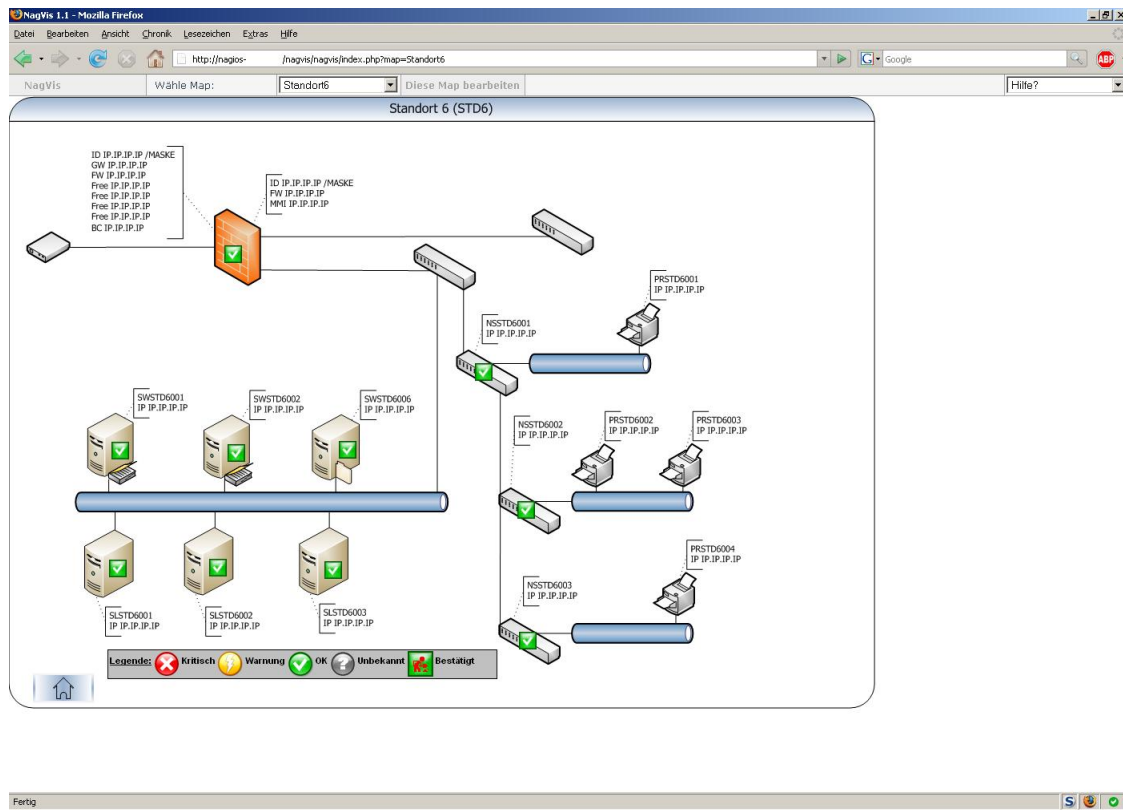 NagVis 1.1 - Mozilla Firefox
Datei Bearbeiten Ansicht Chronik Lesezeichen Extras Hilfe
http://nagios- /nagvis/nagvis/index.php?map=Standort6
G Google
ABP
NagVis Wähle Map: Standort6 Diese Map bearbeiten Hilfe?
Standort 6 (STD6)
ID IP.IP.IP.IP /MASKE
GW IP.IP.IP.IP
FW IP.IP.IP.IP
Free IP.IP.IP.IP
Free IP.IP.IP.IP
Free IP.IP.IP.IP
Free IP.IP.IP.IP
BC IP.IP.IP.IP
ID IP.IP.IP.IP /MASKE
FW IP.IP.IP.IP
MMI IP.IP.IP.IP
PRSTD6001
IP IP.IP.IP.IP
NSSTD6001
IP IP.IP.IP.IP
SWSTD6001
IP IP.IP.IP.IP
SWSTD6002
IP IP.IP.IP.IP
SWSTD6006
IP IP.IP.IP.IP
NSSTD6002
IP IP.IP.IP.IP
PRSTD6002
IP IP.IP.IP.IP
PRSTD6003
IP IP.IP.IP.IP
PRSTD6004
IP IP.IP.IP.IP
NSSTD6003
IP IP.IP.IP.IP
SLSTD6001
IP IP.IP.IP.IP
SLSTD6002
IP IP.IP.IP.IP
SLSTD6003
IP IP.IP.IP.IP
Legende: Kritisch Warnung OK ? Unbekannt Bestätigt
Fertig
S